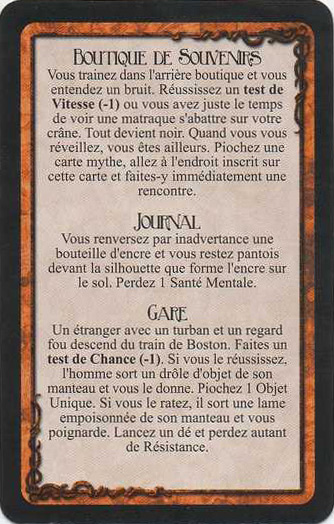 BOUTIQUE DE SOUVENIRS
Vous trainez dans l'arrière boutique et vous
entendez un bruit. Réussissez un test de
Vitesse (-1) ou vous avez juste le temps
de voir une matraque s'abattre sur votre
crâne. Tout devient noir. Quand vous vous
réveillez, vous êtes ailleurs. Piochez une
carte mythe, allez à l'endroit inscrit sur
cette carte et faites-y immédiatement une
rencontre.
JOURNAL
Vous renversez par inadvertance une
bouteille d'encre et vous restez pantois
devant la silhouette que forme l'encre sur
le sol. Perdez 1 Santé Mentale.
GARE
Un étranger avec un turban et un regard
fou descend du train de Boston. Faites un
test de Chance (-1). Si vous le réussissez,
l'homme sort un drôle d'objet de son
manteau et vous le donne. Piochez 1 Objet
Unique. Si vous le ratez, il sort une lame
empoisonnée de son manteau et vous
poignarde. Lancez un dé et perdez autant
de Résistance.